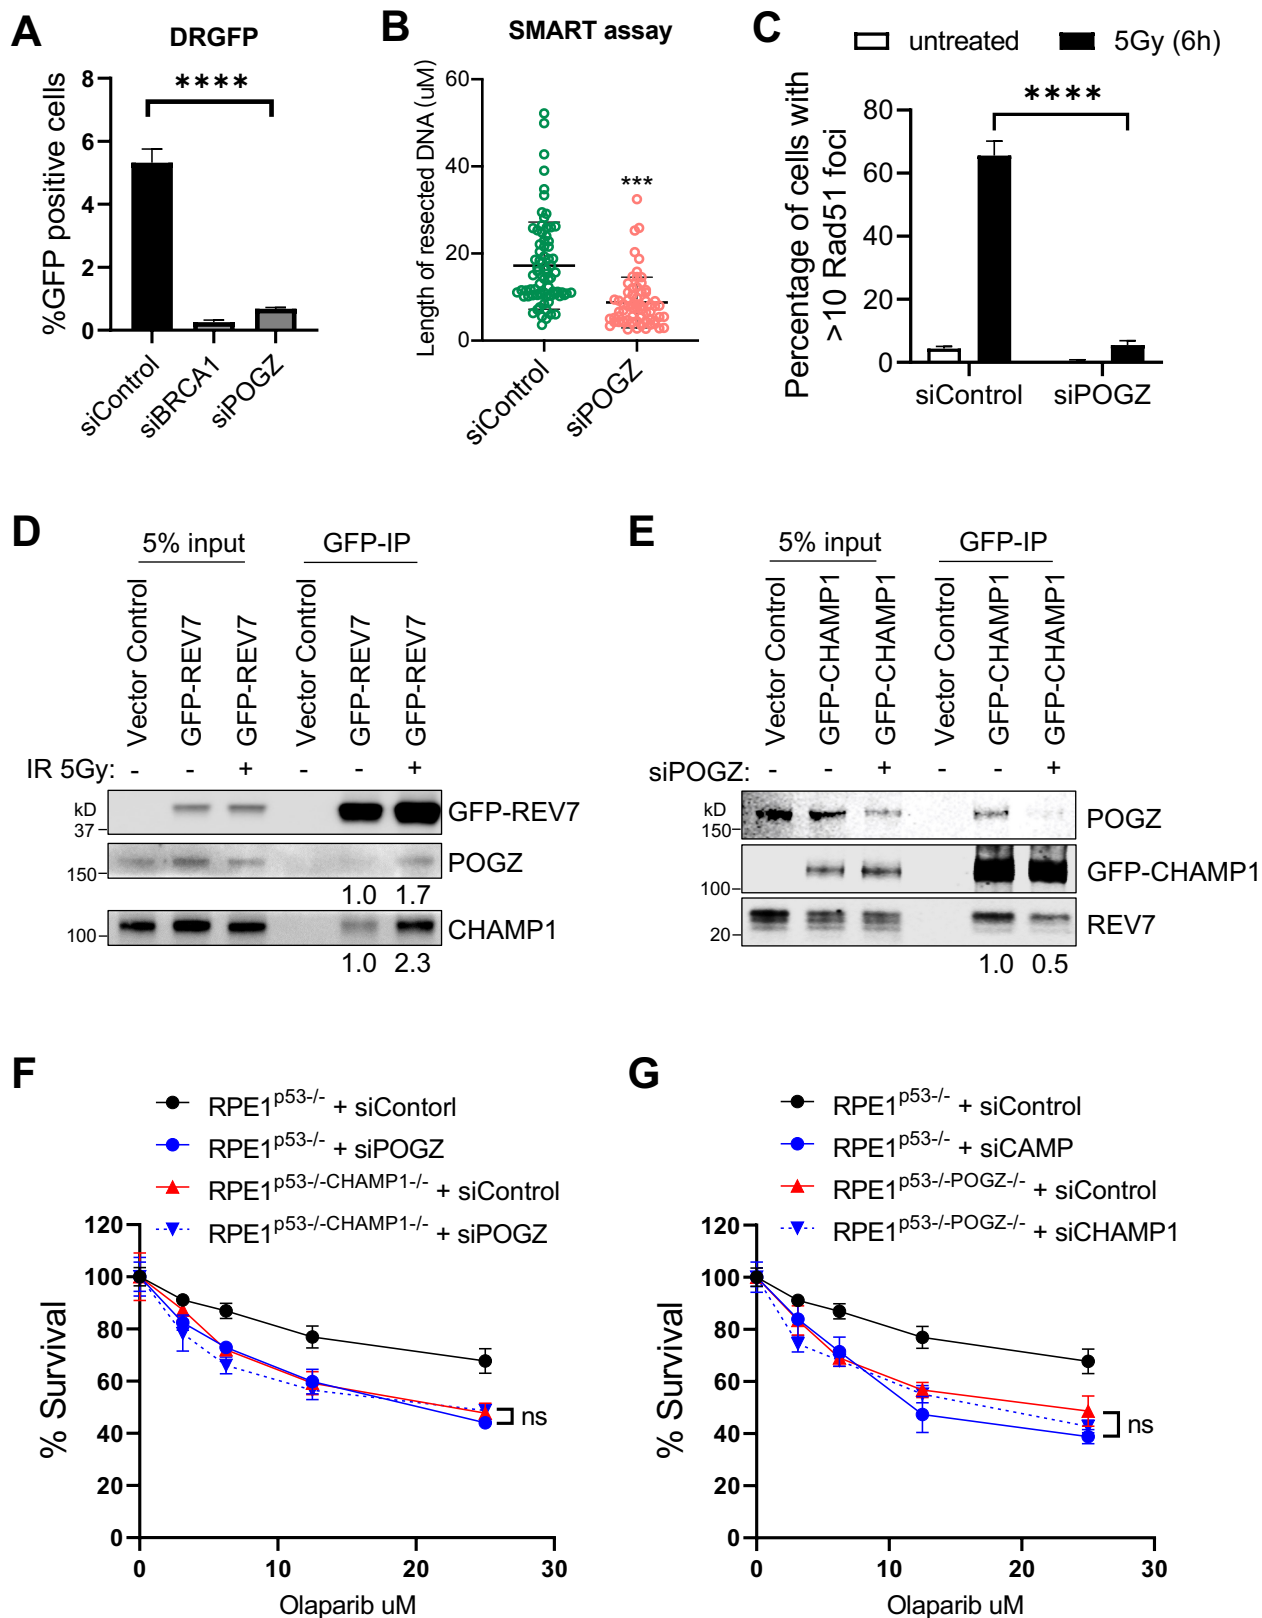 A
DRGFP
****
%GFP positive cells
8
6
4
2
0
siControl
siBRCA1
siPOGZ
B
SMART assay
***
Length of resected DNA (uM)
60
40
20
0
siControl
siPOGZ
C
untreated
5Gy (6h)
****
Percentage of cells with
>10 Rad51 foci
80
60
40
20
0
siControl
siPOGZ
D
5% input
GFP-IP
Vector Control
GFP-REV7
GFP-REV7
Vector Control
GFP-REV7
GFP-REV7
IR 5Gy: - - + - - +
kD
37
GFP-REV7
150
POGZ
1.0 1.7
100
CHAMP1
1.0 2.3
E
5% input
GFP-IP
Vector Control
GFP-CHAMP1
GFP-CHAMP1
Vector Control
GFP-CHAMP1
GFP-CHAMP1
siPOGZ: - - + - - +
kD
150
POGZ
100
GFP-CHAMP1
20
REV7
1.0 0.5
F
RPE1p53-/- + siContorl
RPE1p53-/- + siPOGZ
RPE1p53-/-CHAMP1-/- + siControl
RPE1p53-/-CHAMP1-/- + siPOGZ
% Survival
120
100
80
60
40
20
0
ns
0 10 20 30
Olaparib uM
G
RPE1p53-/- + siControl
RPE1p53-/- + siCAMP
RPE1p53-/-POGZ-/- + siControl
RPE1p53-/-POGZ-/- + siCHAMP1
% Survival
120
100
80
60
40
20
0
ns
0 10 20 30
Olaparib uM